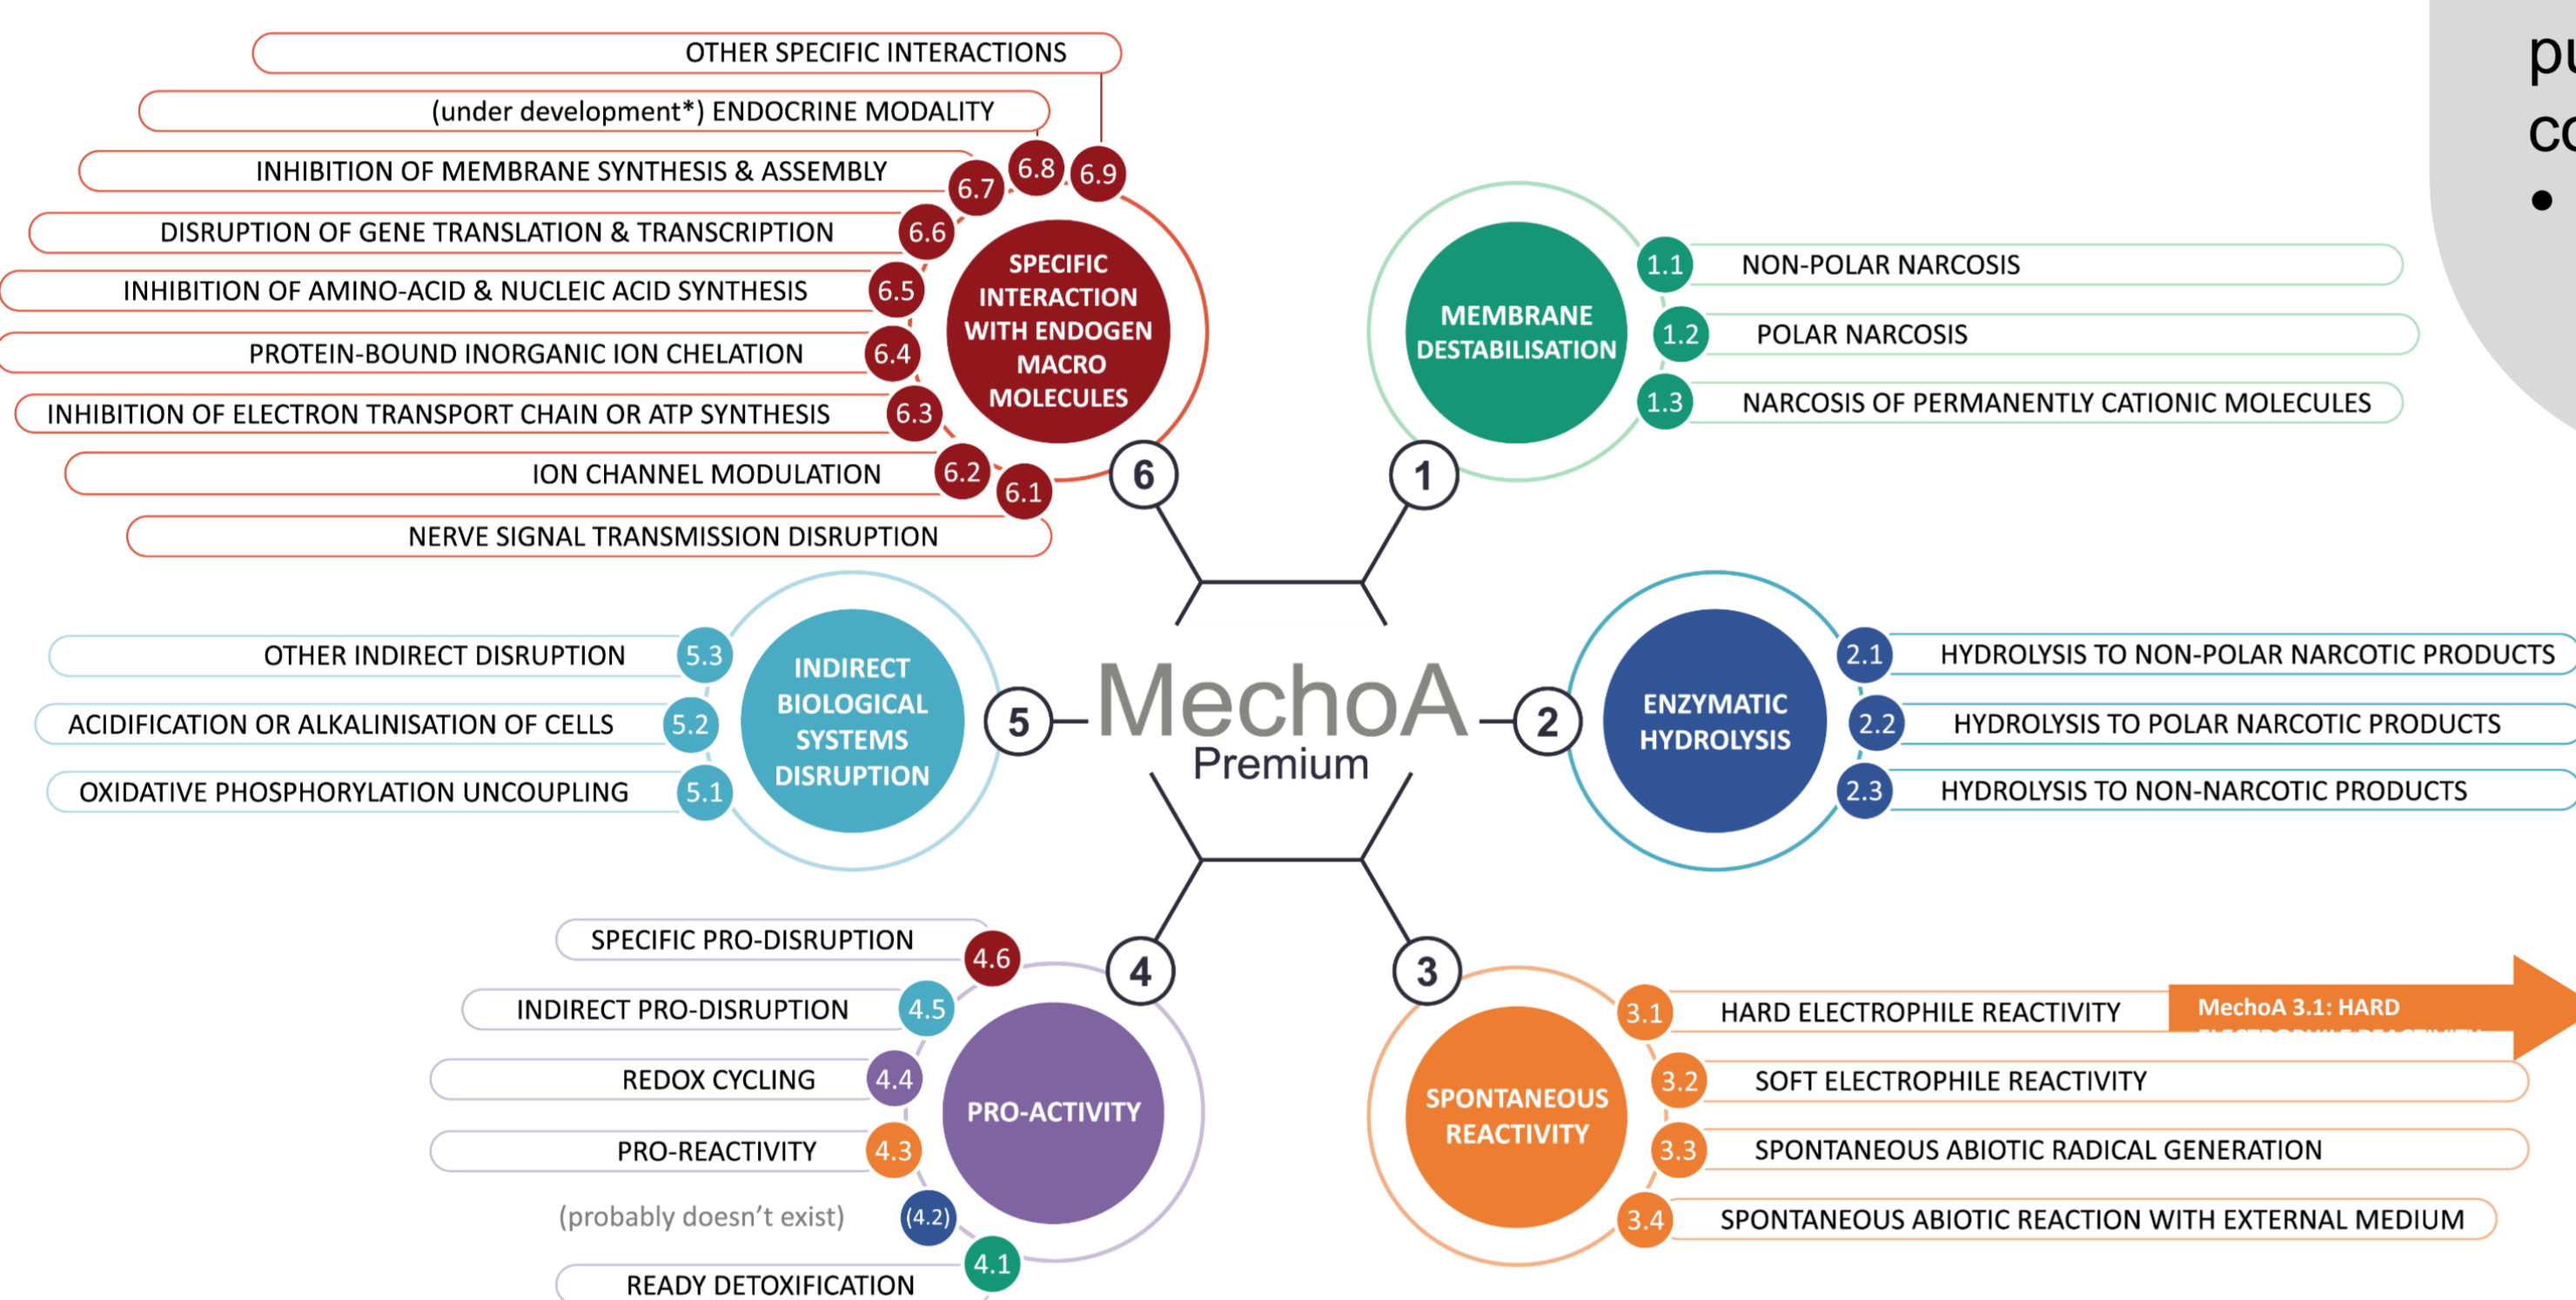 OTHER SPECIFIC INTERACTIONS
(under development*) ENDOCRINE MODALITY
INHIBITION OF MEMBRANE SYNTHESIS & ASSEMBLY
DISRUPTION OF GENE TRANSLATION & TRANSCRIPTION
INHIBITION OF AMINO-ACID & NUCLEIC ACID SYNTHESIS
PROTEIN-BOUND INORGANIC ION CHELATION
INHIBITION OF ELECTRON TRANSPORT CHAIN OR ATP SYNTHESIS
ION CHANNEL MODULATION
NERVE SIGNAL TRANSMISSION DISRUPTION
6.9
6.8
6.7
6.6
6.5
6.4
6.3
6.2
6.1
SPECIFIC
INTERACTION
WITH ENDOGEN
MACRO
MOLECULES
6
MEMBRANE
DESTABILISATION
1
1.1 NON-POLAR NARCOSIS
1.2 POLAR NARCOSIS
1.3 NARCOSIS OF PERMANENTLY CATIONIC MOLECULES
OTHER INDIRECT DISRUPTION 5.3
ACIDIFICATION OR ALKALINISATION OF CELLS 5.2
OXIDATIVE PHOSPHORYLATION UNCOUPLING 5.1
INDIRECT
BIOLOGICAL
SYSTEMS
DISRUPTION
5
MechoA
Premium
2
ENZYMATIC
HYDROLYSIS
2.1 HYDROLYSIS TO NON-POLAR NARCOTIC PRODUCTS
2.2 HYDROLYSIS TO POLAR NARCOTIC PRODUCTS
2.3 HYDROLYSIS TO NON-NARCOTIC PRODUCTS
SPECIFIC PRO-DISRUPTION 4.6
INDIRECT PRO-DISRUPTION 4.5
REDOX CYCLING 4.4
PRO-REACTIVITY 4.3
(probably doesn't exist) (4.2)
READY DETOXIFICATION 4.1
PRO-ACTIVITY
4
3
SPONTANEOUS
REACTIVITY
3.1 HARD ELECTROPHILE REACTIVITY
MechoA 3.1: HARD
ELECTROPHILE REACTIVITY
3.2 SOFT ELECTROPHILE REACTIVITY
3.3 SPONTANEOUS ABIOTIC RADICAL GENERATION
3.4 SPONTANEOUS ABIOTIC REACTION WITH EXTERNAL MEDIUM